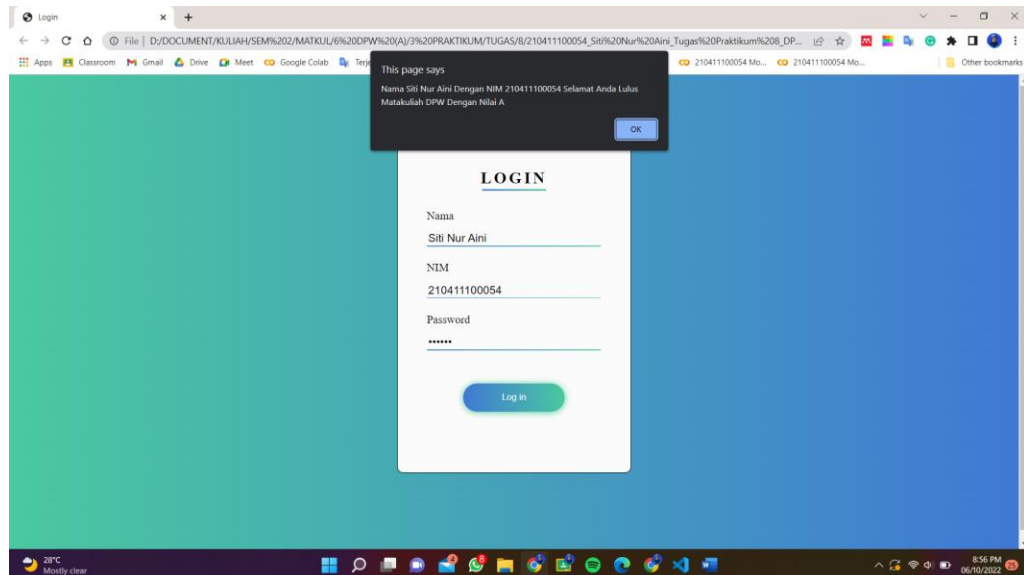 Login
File | D:/DOCUMENT/KULIAH/SEM%202/MATKUL/6%20DPW%20(A)/3%20PRAKTIKUM/TUGAS/8/210411100054_Siti%20Nur%20Aini_Tugas%20Praktikum%208_DP...
Apps Classroom Gmail Drive Meet Google Colab 210411100054 Mo... 210411100054 Mo... Other bookmarks
This page says
Nama Siti Nur Aini Dengan NIM 210411100054 Selamat Anda Lulus
Matakuliah DPW Dengan Nilai A
OK
LOGIN
Nama
Siti Nur Aini
NIM
210411100054
Password
••••••
Log in
28°C
Mostly clear
8:56 PM
06/10/2022